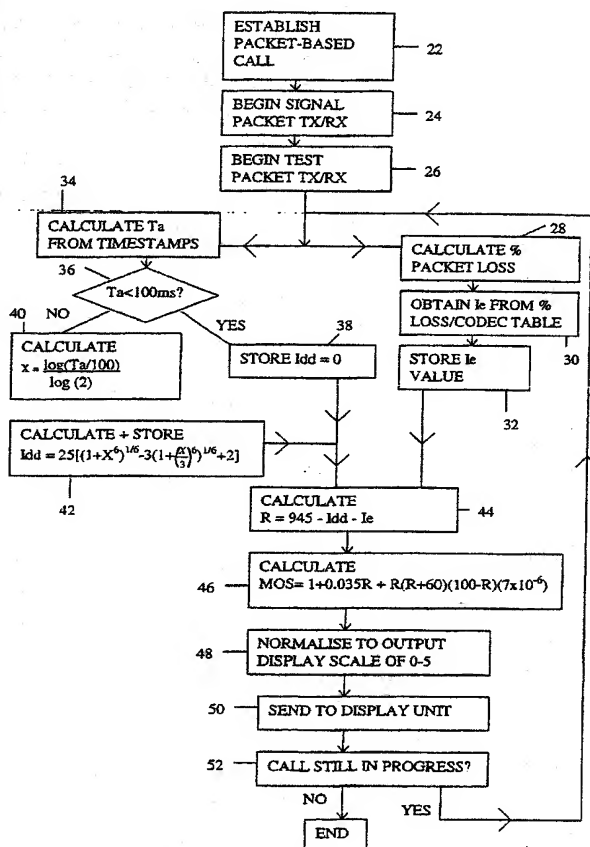 ESTABLISH
PACKET-BASED
CALL
22
BEGIN SIGNAL
PACKET TX/RX
24
BEGIN TEST
PACKET TX/RX
26
34
CALCULATE Ta
FROM TIMESTAMPS
28
CALCULATE %
PACKET LOSS
36
Ta<100ms?
OBTAIN Ie FROM %
LOSS/CODEC TABLE
30
40
NO
YES
38
CALCULATE
x = log(Ta/100)
log (2)
STORE Idd = 0
STORE Ie
VALUE
32
CALCULATE + STORE
Idd = 25[(1+X⁶)^1/6-3(1+(X/3)⁶)^1/6+2]
42
CALCULATE
R = 945 - Idd - Ie
44
CALCULATE
MOS= 1+0.035R + R(R+60)(100-R)(7x10⁻⁶)
46
NORMALISE TO OUTPUT
DISPLAY SCALE OF 0-5
48
50
SEND TO DISPLAY UNIT
52
CALL STILL IN PROGRESS?
NO
YES
END